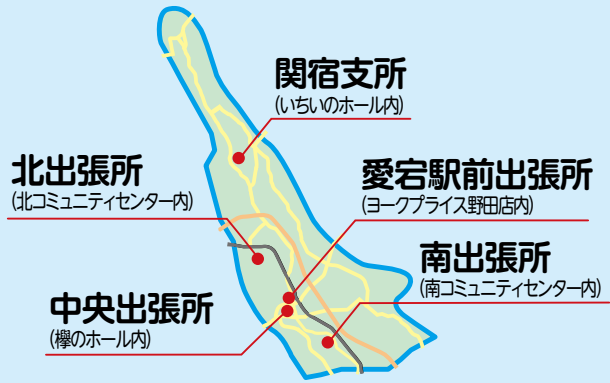 関宿支所
(いちいのホール内)
北出張所
(北コミュニティセンター内)
愛宕駅前出張所
(ヨークプライス野田店内)
南出張所
(南コミュニティセンター内)
中央出張所
(欅のホール内)